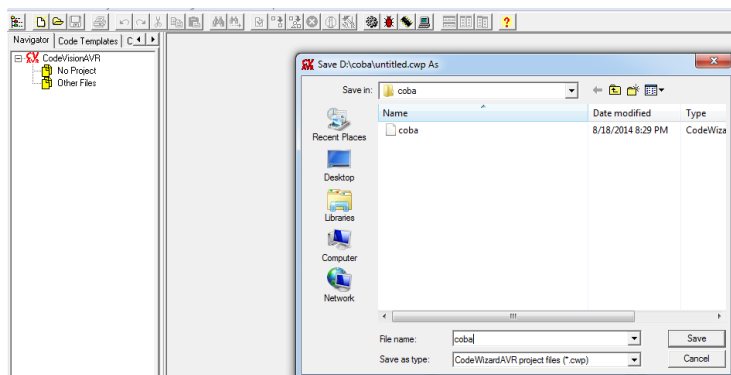 Navigator
Code Templates
C
CodeVisionAVR
No Project
Other Files
Save D:\coba\untitled.cwp As
Save in:
coba
Name
Date modified
Type
coba
8/18/2014 8:29 PM
CodeWiza
Recent Places
Desktop
Libraries
Computer
Network
File name:
coba
Save
Save as type:
CodeWizardAVR project files (*.cwp)
Cancel